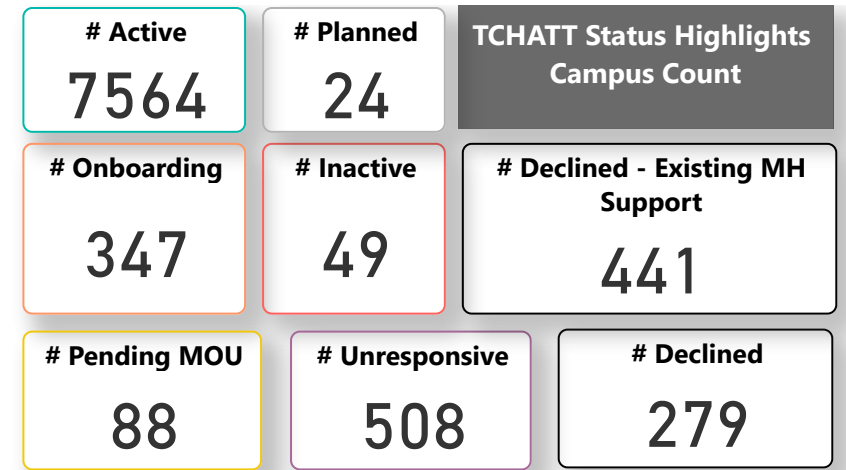 # Active
7564
# Planned
24
TCHATT Status Highlights
Campus Count
# Onboarding
347
# Inactive
49
# Declined - Existing MH
Support
441
# Pending MOU
88
# Unresponsive
508
# Declined
279